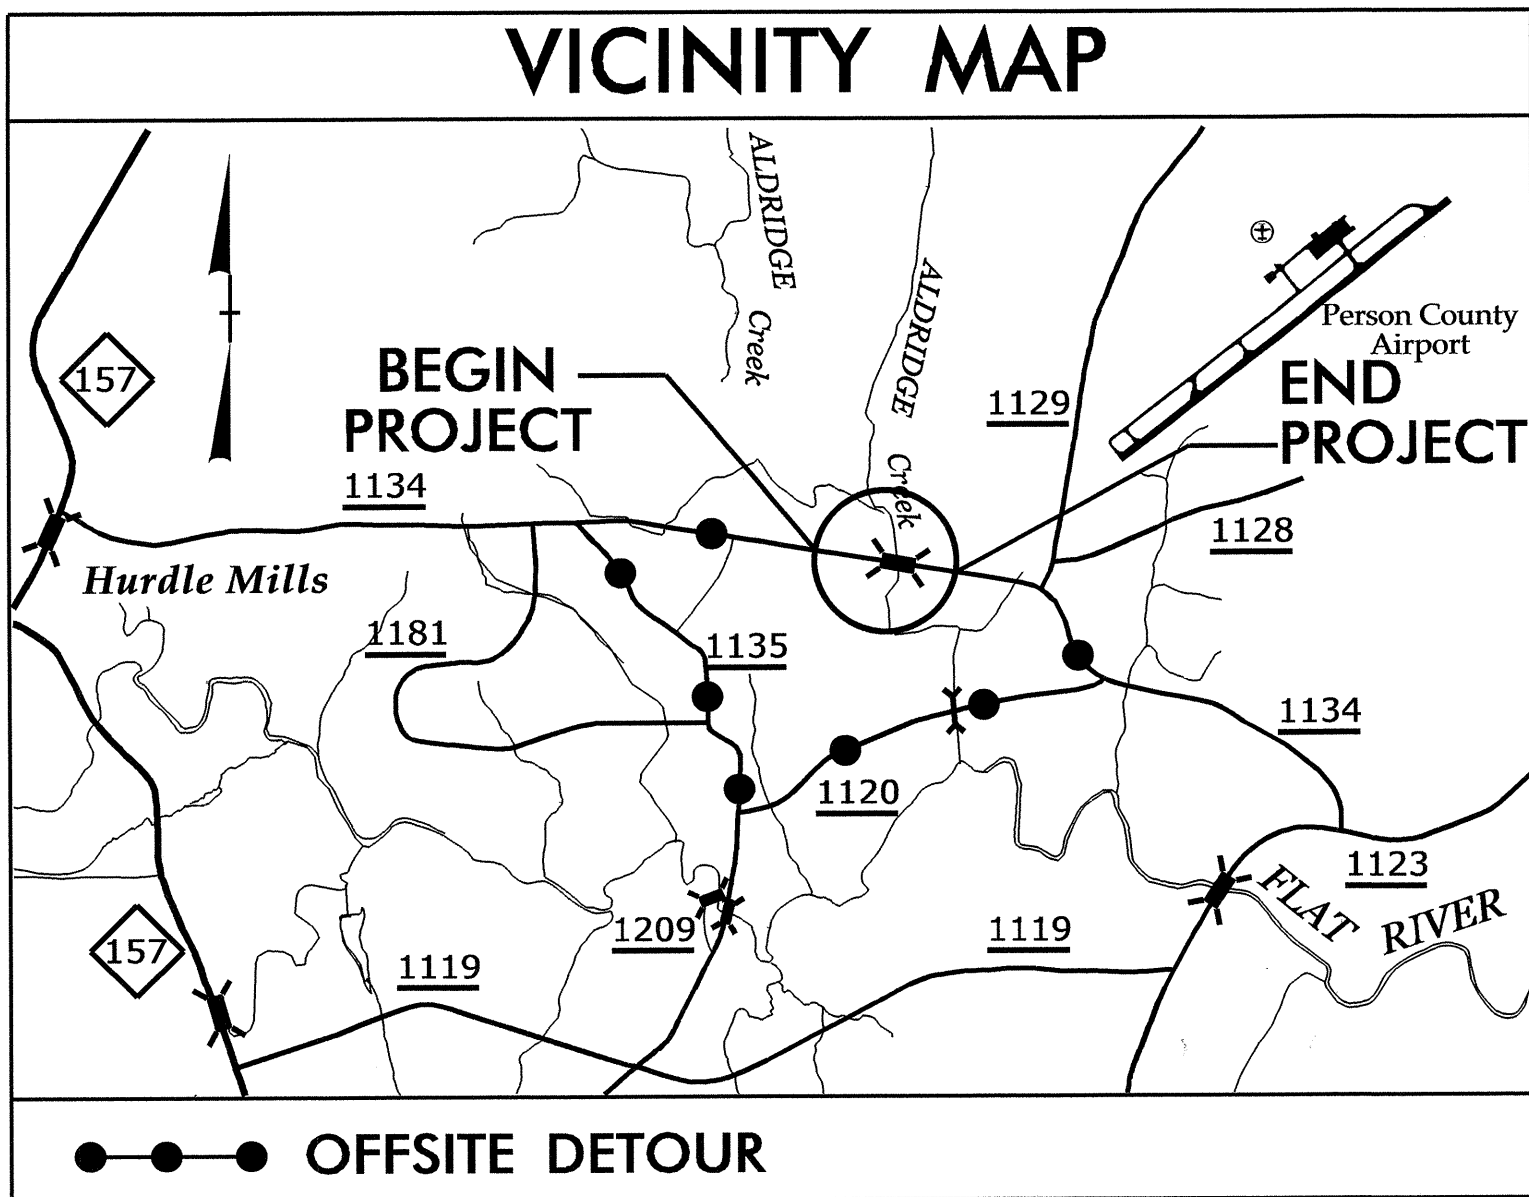 VICINITY MAP
ALDRIDGE
Creek
ALDRIDGE
Creek
Person County
Airport
157
BEGIN
PROJECT
END
PROJECT
1129
1134
1128
Hurdle Mills
1181
1135
1134
1120
1123
FLAT
RIVER
157
1209
1119
1119
OFFSITE DETOUR